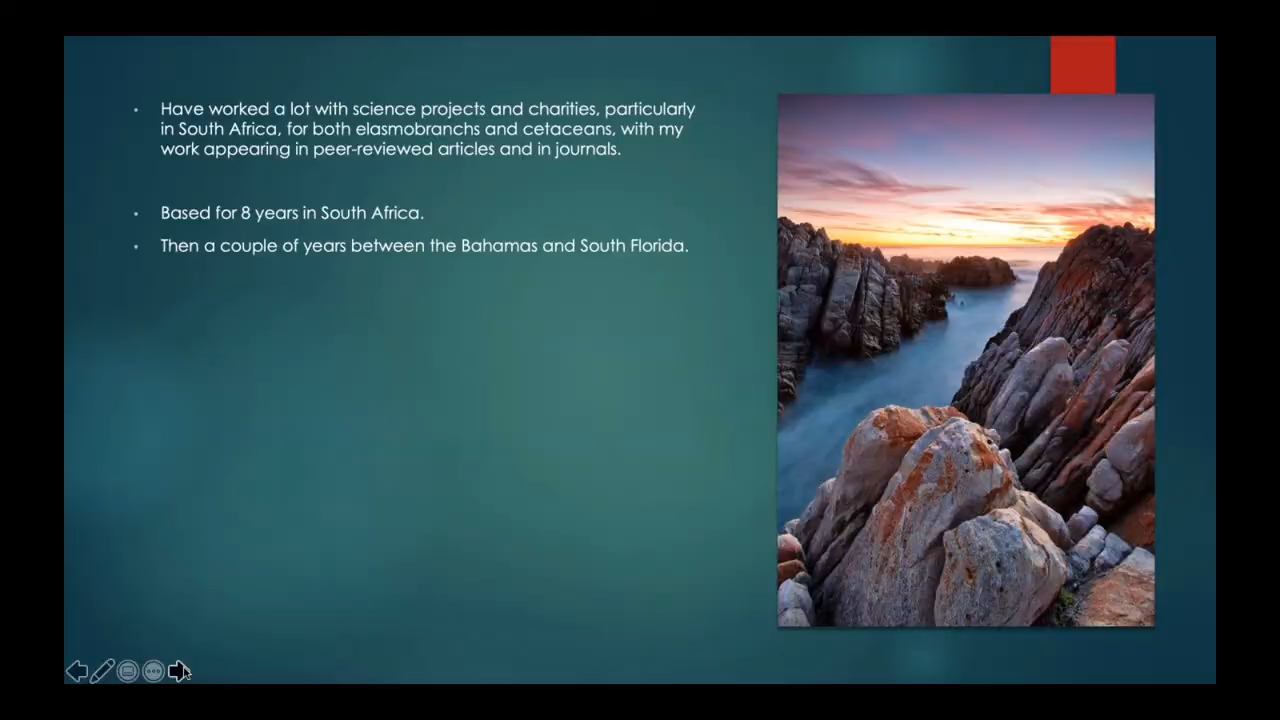 Have worked a lot with science projects and charities, particularly
in South Africa, for both elasmobranchs and cetaceans, with my
work appearing in peer-reviewed articles and in journals.
Based for 8 years in South Africa.
Then a couple of years between the Bahamas and South Florida.